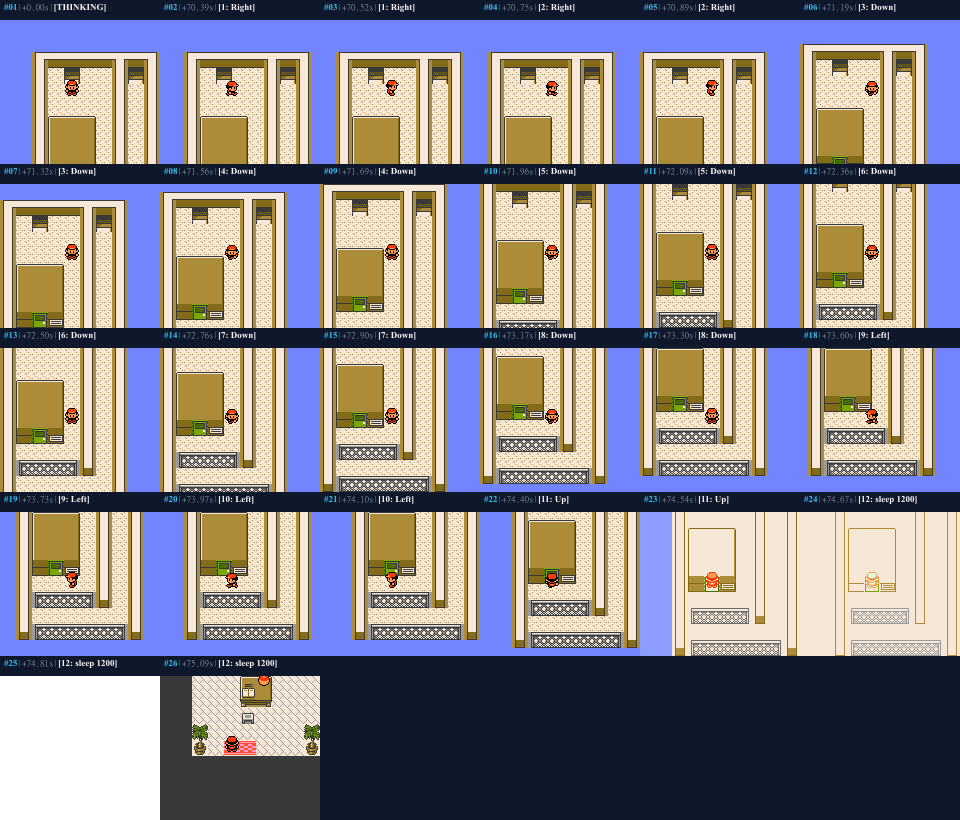 #01|+0.00s|[THINKING]
#02|+70.39s|[1: Right]
#03|+70.52s|[1: Right]
#04|+70.75s|[2: Right]
#05|+70.89s|[2: Right]
#06|+71.19s|[3: Down]
#07|+71.32s|[3: Down]
#08|+71.56s|[4: Down]
#09|+71.69s|[4: Down]
#10|+71.96s|[5: Down]
#11|+72.09s|[5: Down]
#12|+72.36s|[6: Down]
#13|+72.50s|[6: Down]
#14|+72.76s|[7: Down]
#15|+72.90s|[7: Down]
#16|+73.17s|[8: Down]
#17|+73.30s|[8: Down]
#18|+73.60s|[9: Left]
#19|+73.73s|[9: Left]
#20|+73.97s|[10: Left]
#21|+74.10s|[10: Left]
#22|+74.40s|[11: Up]
#23|+74.54s|[11: Up]
#24|+74.67s|[12: sleep 1200]
#25|+74.81s|[12: sleep 1200]
#26|+75.09s|[12: sleep 1200]